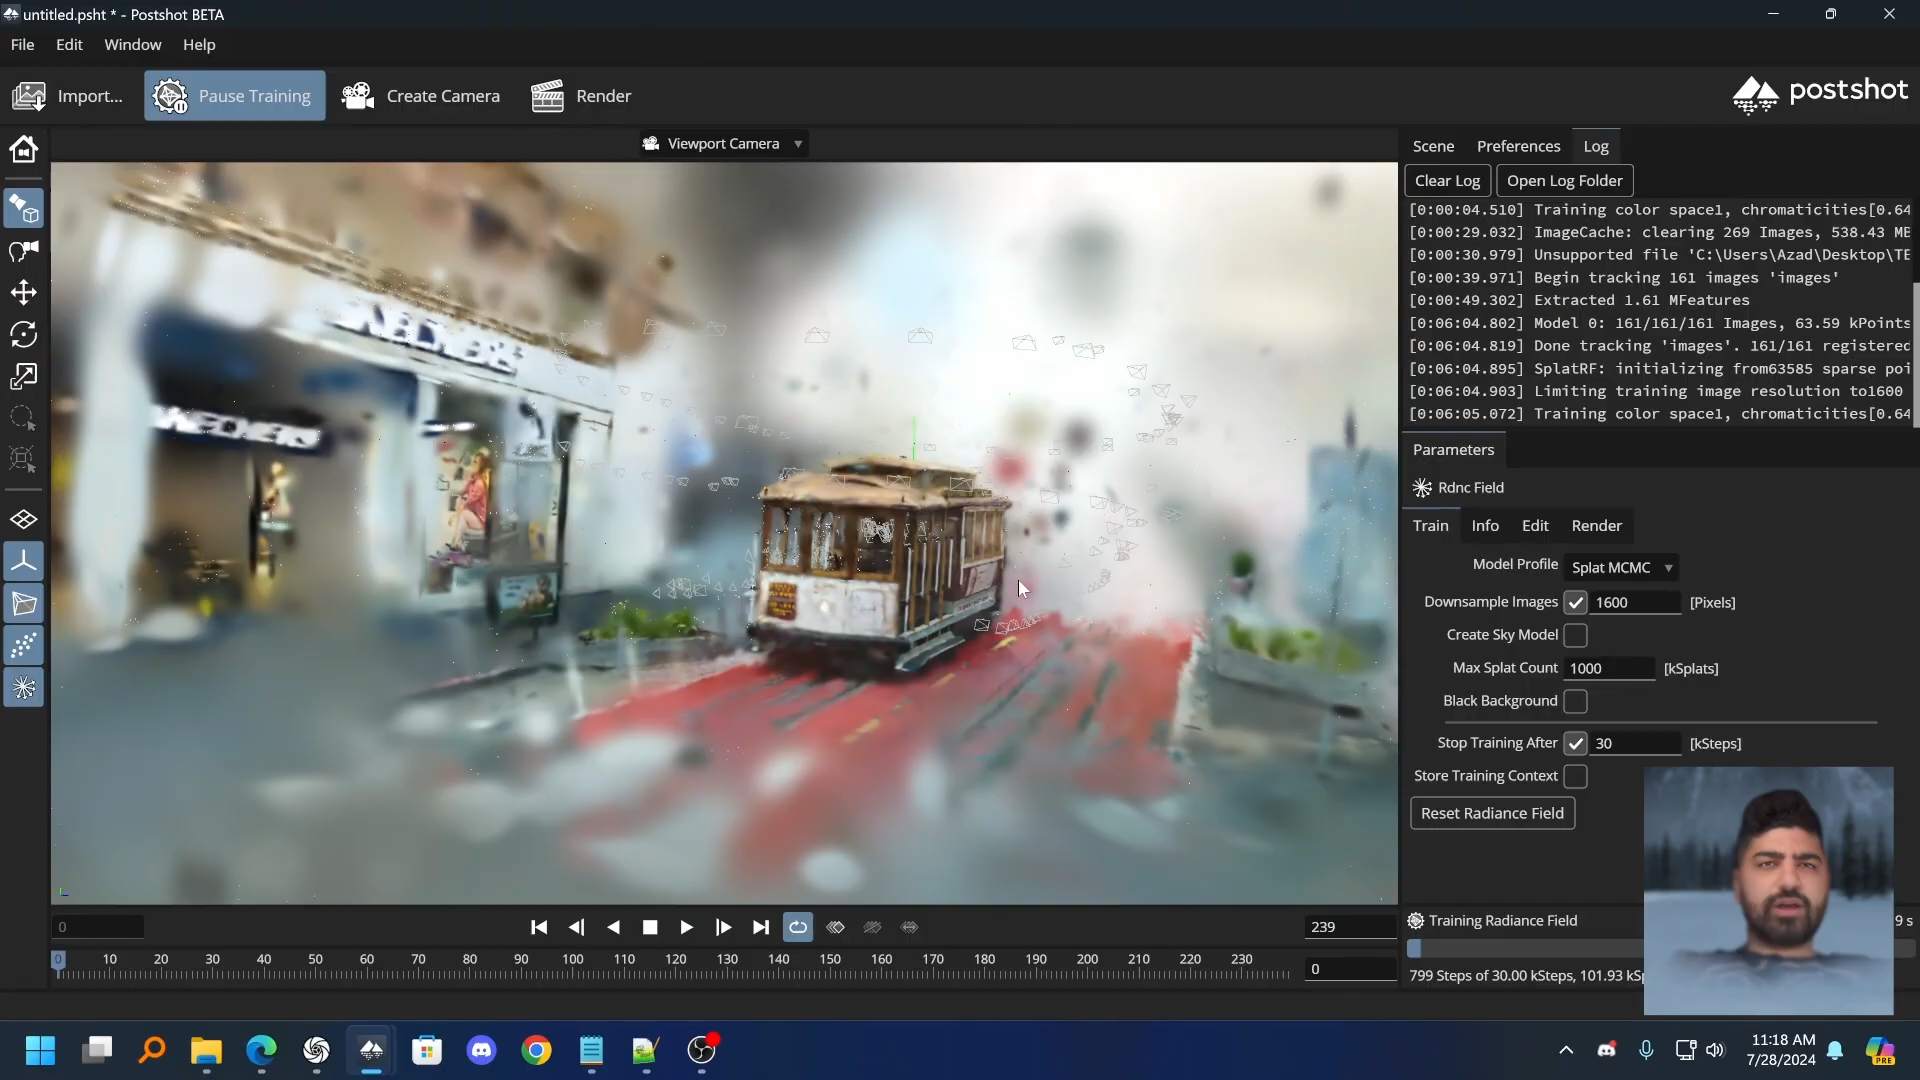 untitled.psht * - Postshot BETA
File Edit Window Help
Import... Pause Training Create Camera Render
postshot
Viewport Camera
Scene Preferences Log
Clear Log Open Log Folder
[0:00:04.510] Training color space1, chromaticities[0.64
[0:00:29.032] ImageCache: clearing 269 Images, 538.43 ME
[0:00:30.979] Unsupported file 'C:\Users\Azad\Desktop\TE
[0:00:39.971] Begin tracking 161 images 'images'
[0:00:49.302] Extracted 1.61 MFeatures
[0:06:04.802] Model 0: 161/161/161 Images, 63.59 kPoints
[0:06:04.819] Done tracking 'images'. 161/161 registered
[0:06:04.895] SplatRF: initializing from63585 sparse poi
[0:06:04.903] Limiting training image resolution to1600
[0:06:05.072] Training color space1, chromaticities[0.64
Parameters
Rdnc Field
Train Info Edit Render
Model Profile Splat MCMC
Downsample Images 1600 [Pixels]
Create Sky Model
Max Splat Count 1000 [kSplats]
Black Background
Stop Training After 30 [kSteps]
Store Training Context
Reset Radiance Field
Training Radiance Field 9 s
799 Steps of 30.00 kSteps, 101.93 kSp
0 239
0 10 20 30 40 50 60 70 80 90 100 110 120 130 140 150 160 170 180 190 200 210 220 230
0
11:18 AM
7/28/2024
PRE